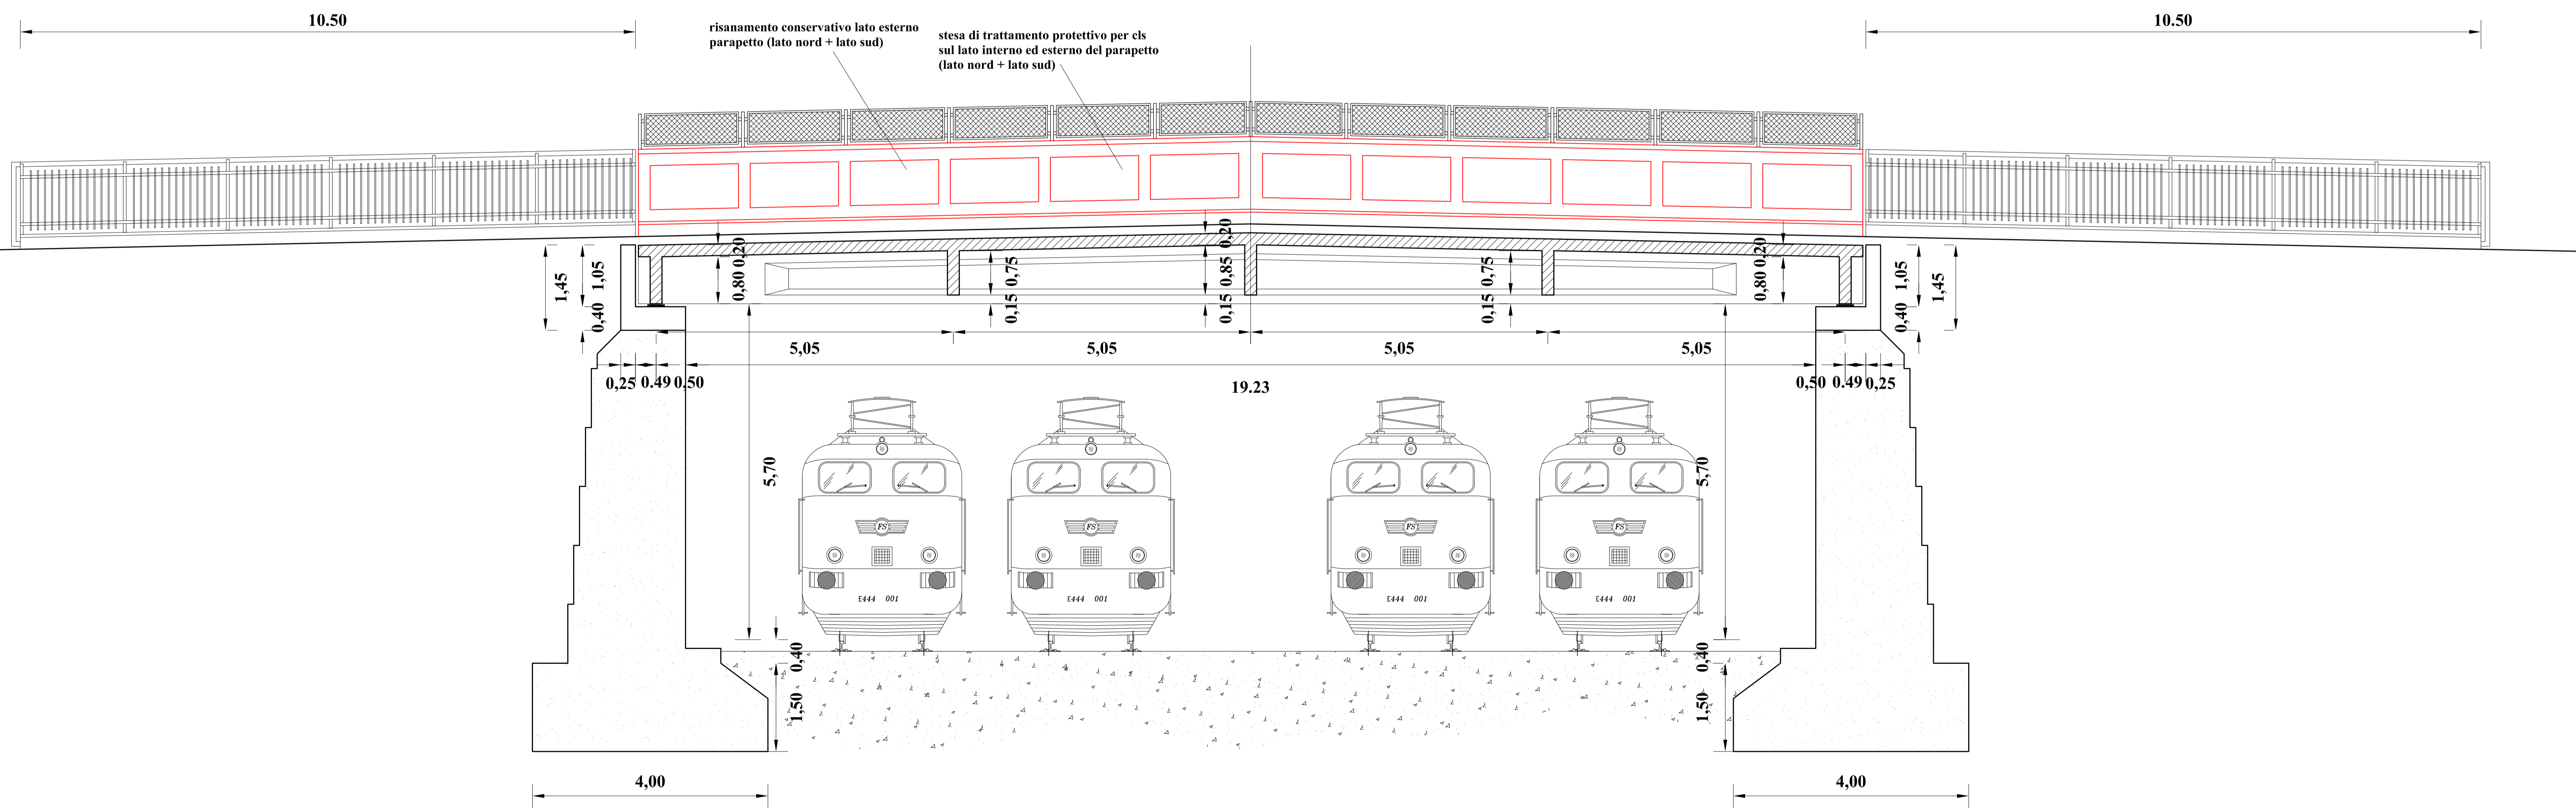 10.50
10.50
risanamento conservativo lato esterno
parapetto (lato nord + lato sud)
stesa di trattamento protettivo per cls
sul lato interno ed esterno del parapetto
(lato nord + lato sud)
1,45
1,05
0,40
0,20
0,80
0,75
0,15
0,20
0,85
0,15
0,75
0,15
0,20
0,80
1,05
0,40
1,45
5,05
5,05
5,05
5,05
0,25
0.49
0,50
19.23
0,50
0.49
0,25
5,70
5,70
FS
FS
FS
FS
E444 001
E444 001
E444 001
E444 001
0,40
1,50
0,40
1,50
4,00
4,00